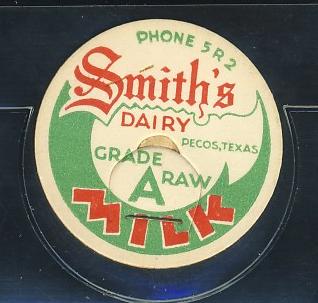 PHONE 5R2
Smith's
DAIRY
PECOS, TEXAS
GRADE
A RAW
MILK